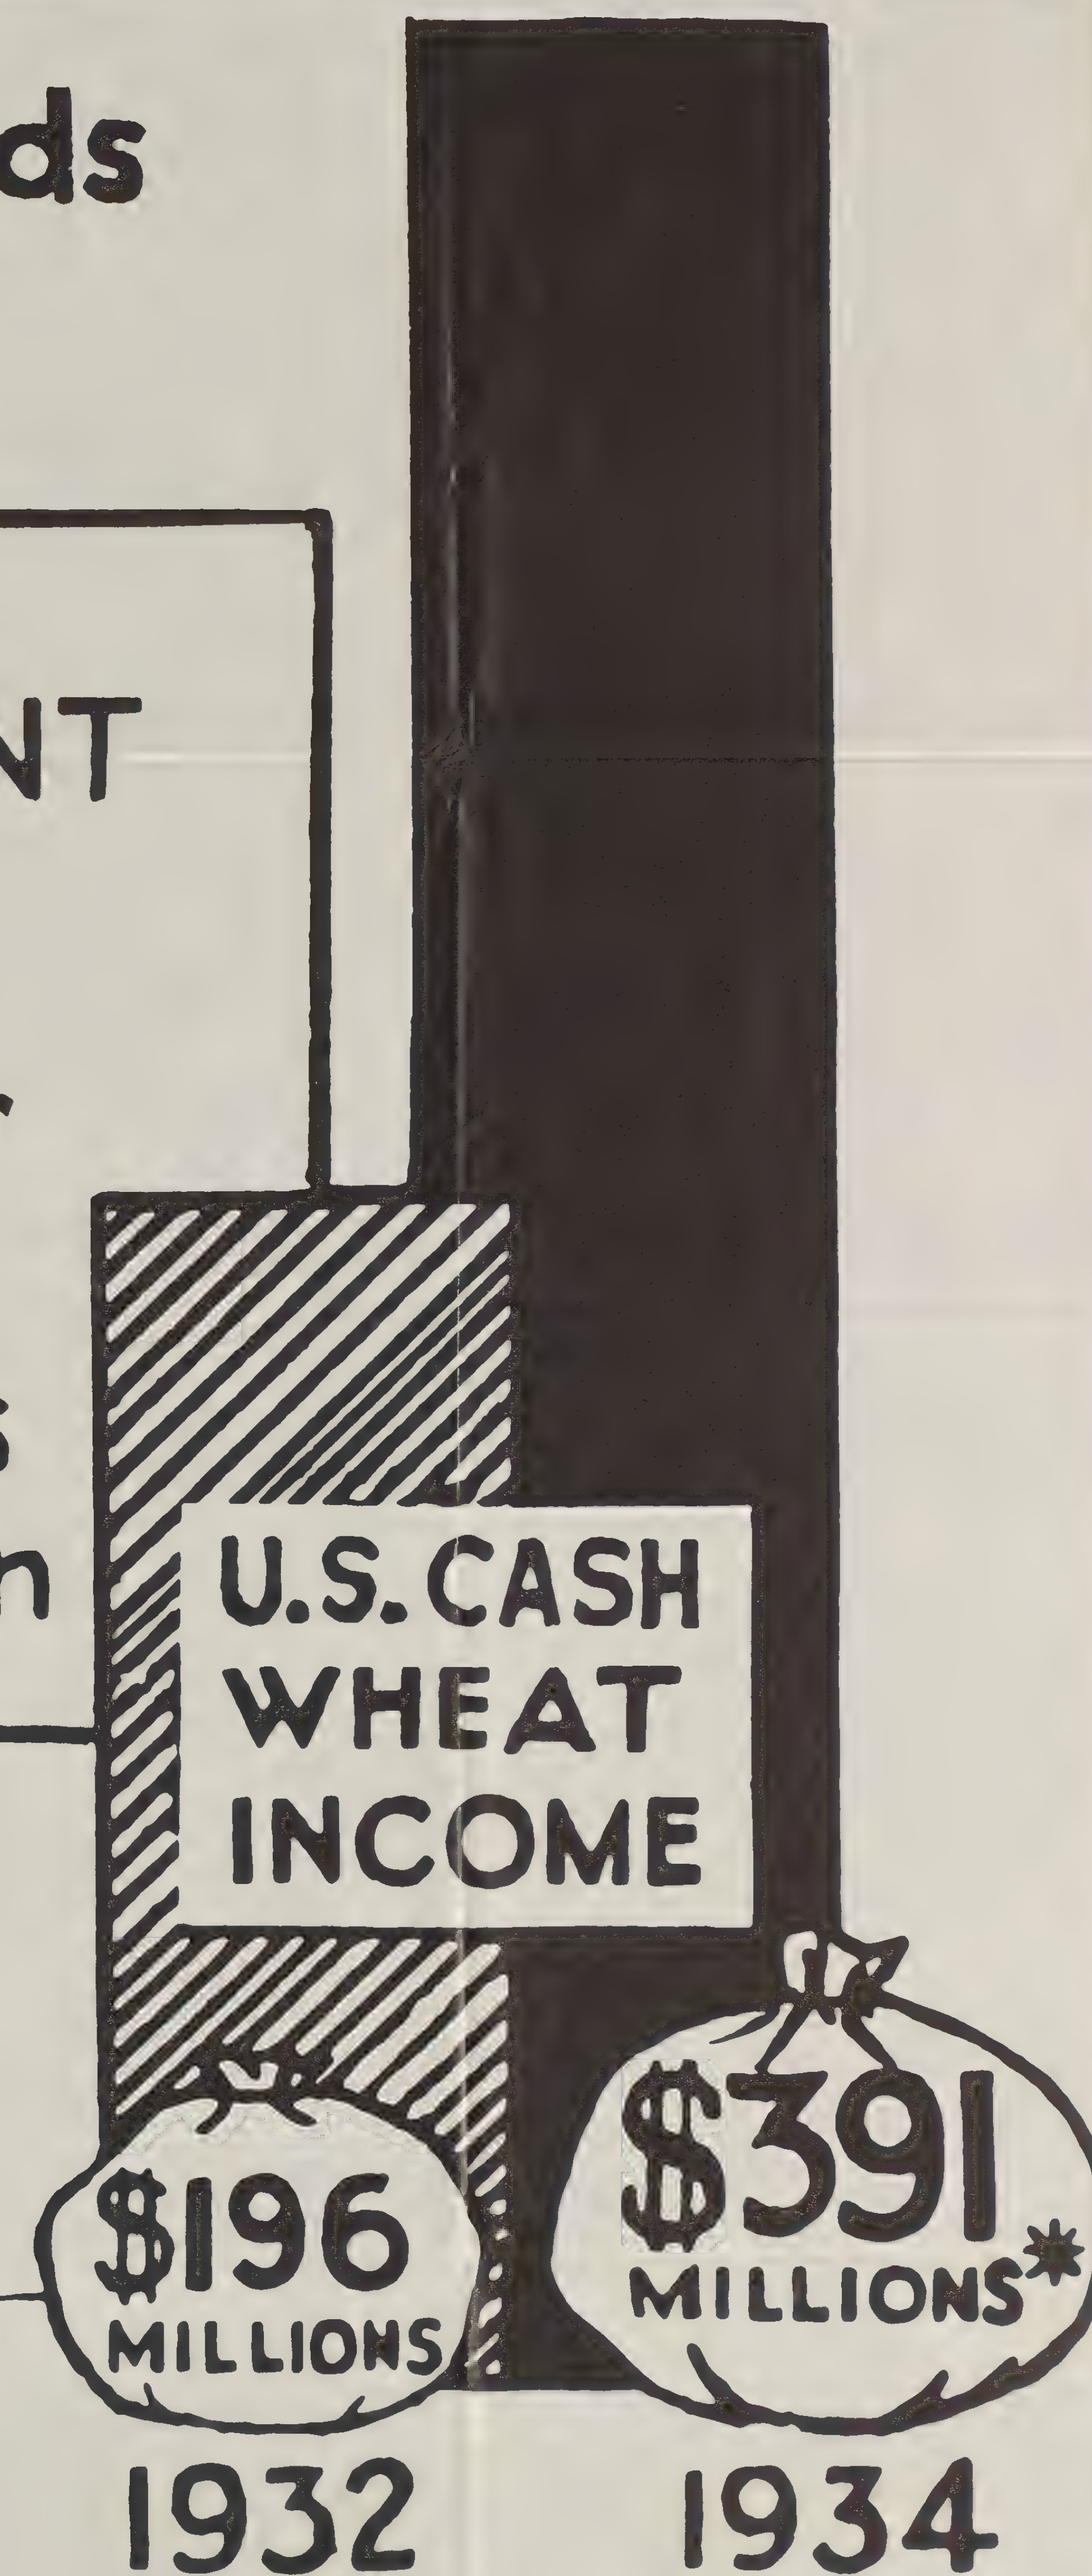 ds
NT
s
n
U.S. CASH
WHEAT
INCOME
$196
MILLIONS
$391
MILLIONS*
1932
1934